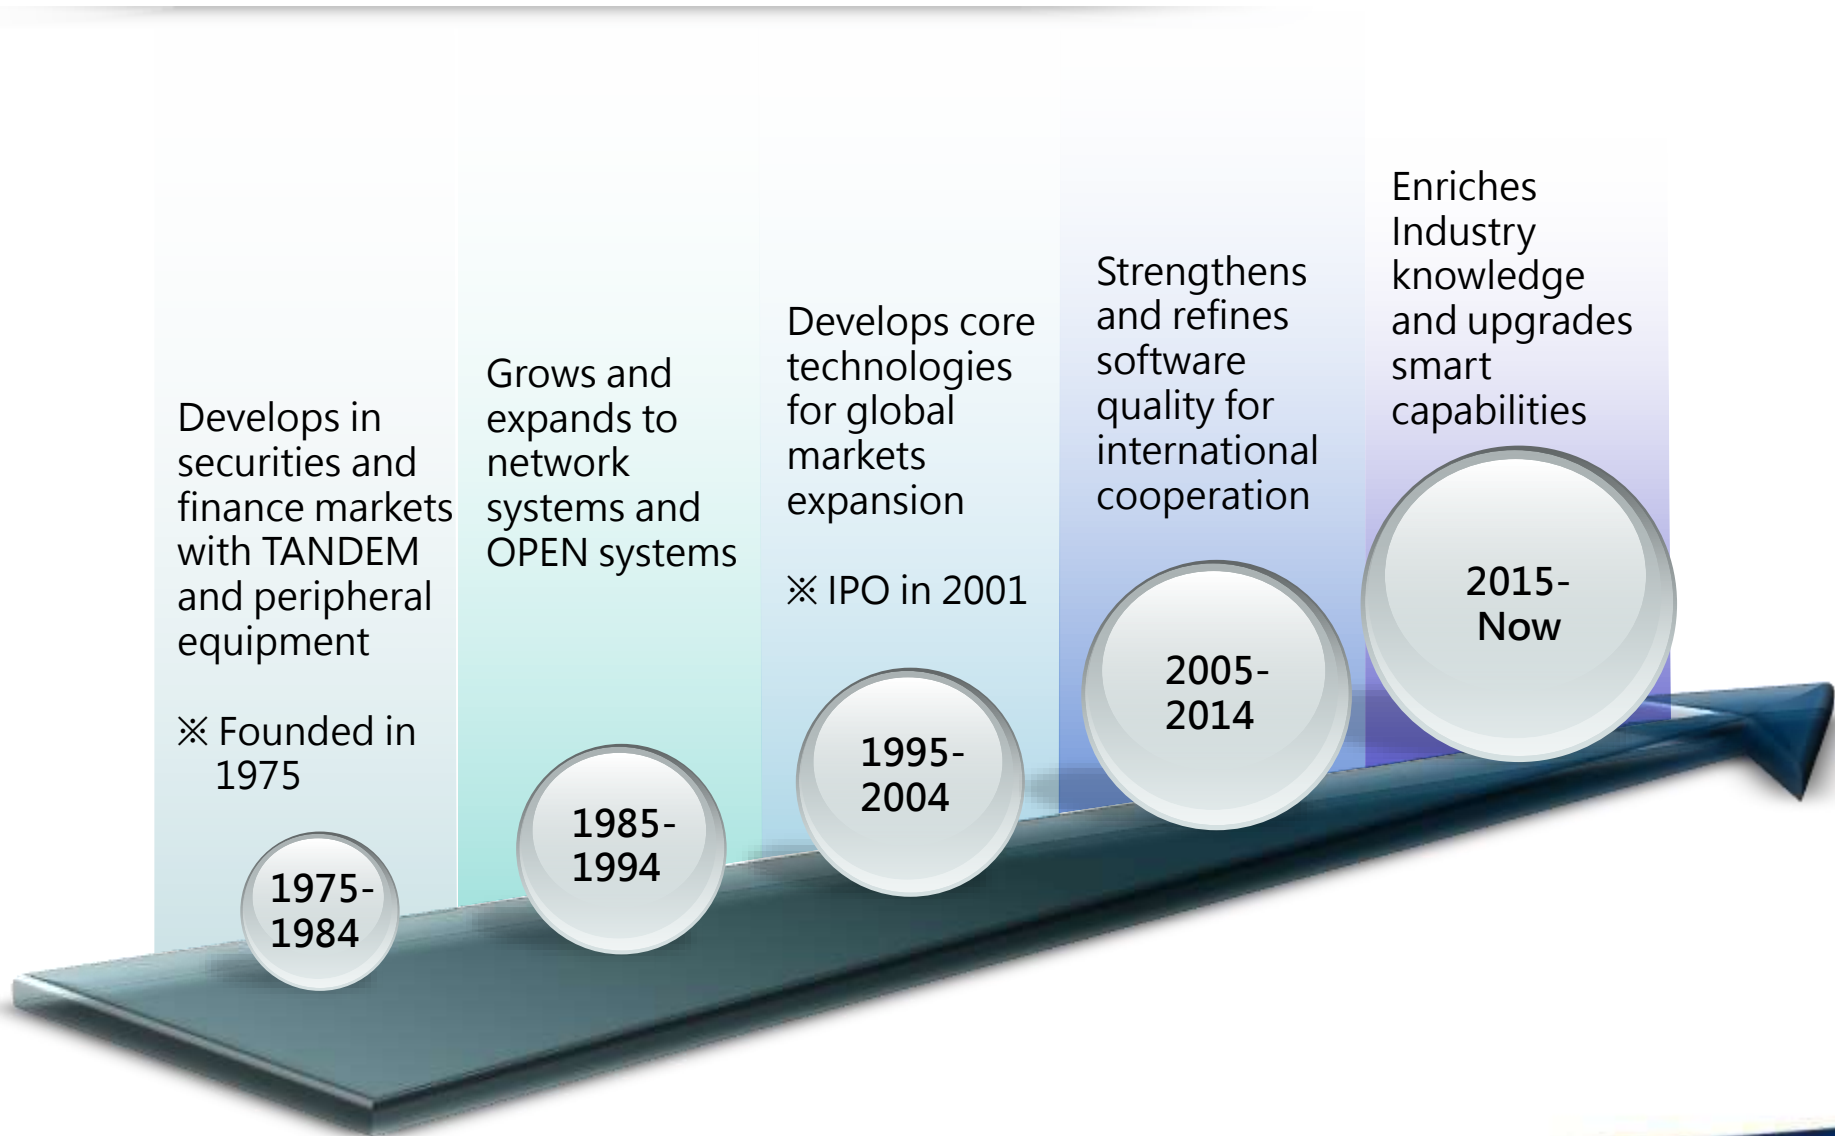 Develops in
securities and
finance markets
with TANDEM
and peripheral
equipment
※ Founded in
1975
1975-
1984
Grows and
expands to
network
systems and
OPEN systems
1985-
1994
Develops core
technologies
for global
markets
expansion
※ IPO in 2001
1995-
2004
Strengthens
and refines
software
quality for
international
cooperation
2005-
2014
Enriches
Industry
knowledge
and upgrades
smart
capabilities
2015-
Now